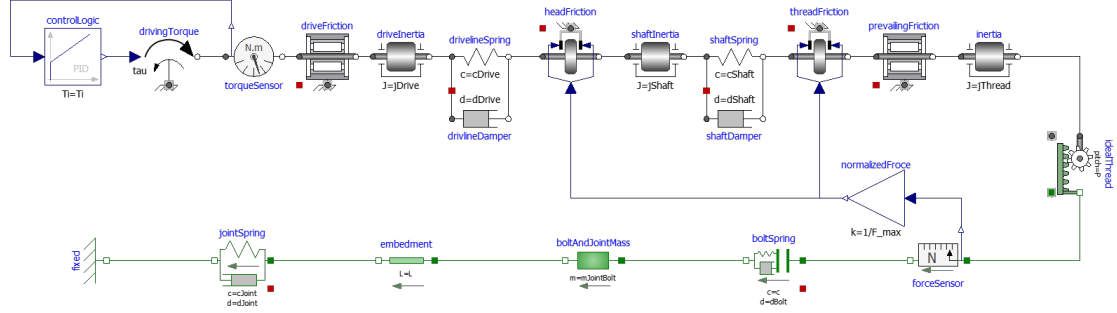 controlLogic
PID
Ti=Ti
drivingTorque
tau
N.m
torqueSensor
driveFriction
driveInertia
J=jDrive
drivelineSpring
c=cDrive
d=dDrive
drivlineDamper
headFriction
shaftInertia
J=jShaft
shaftSpring
c=cShaft
d=dShaft
shaftDamper
threadFriction
prevailingFriction
inertia
J=jThread
idealThread
pitch=P
normalizedFroce
k=1/F_max
fixed
jointSpring
c=cJoint
d=dJoint
embedment
L=L
boltAndJointMass
m=mJointBolt
boltSpring
c=c
d=dBolt
N
forceSensor